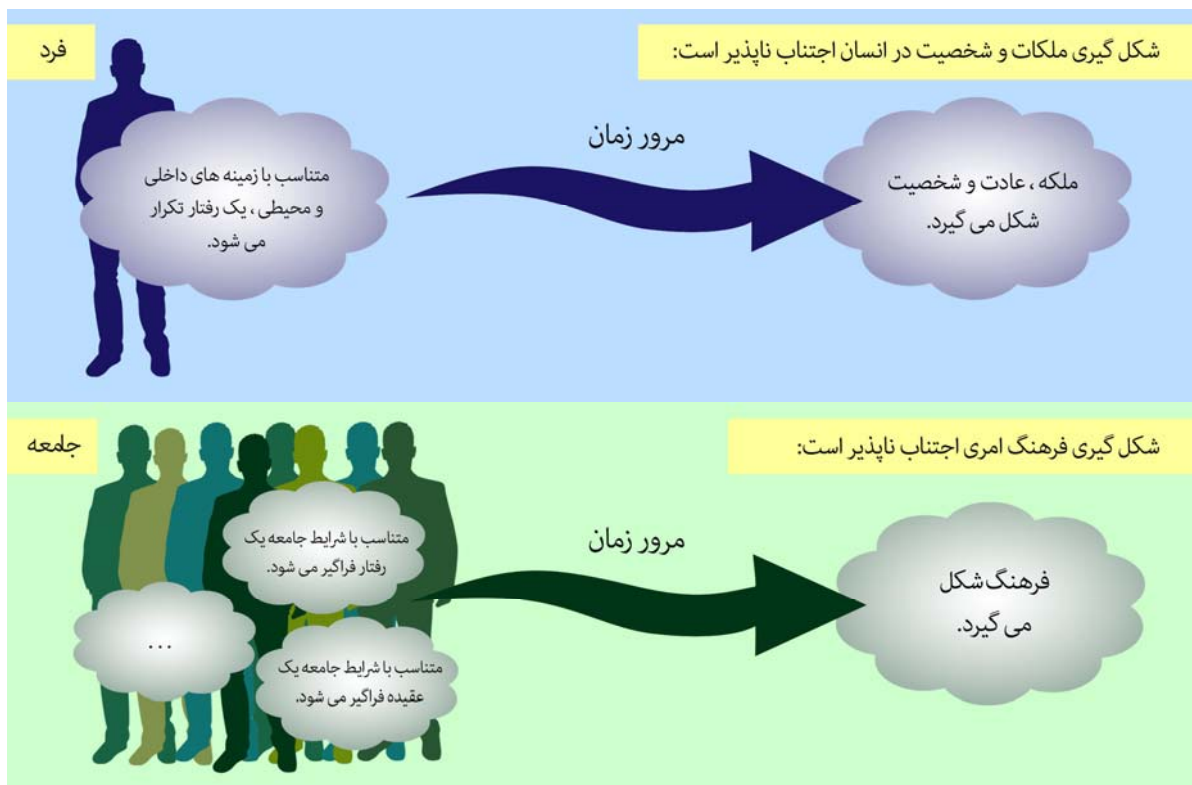 شکل گیری ملکات و شخصیت در انسان اجتناب ناپذیر است:
فرد
متناسب با زمینه های داخلی
و محیطی ، یک رفتار تکرار
می شود.
مرور زمان
ملکه ، عادت و شخصیت
شکل می گیرد.
شکل گیری فرهنگ امری اجتناب ناپذیر است:
جامعه
متناسب با شرایط جامعه یک
رفتار فراگیر می شود.
متناسب با شرایط جامعه یک
عقیده فراگیر می شود.
...
مرور زمان
فرهنگ شکل
می گیرد.